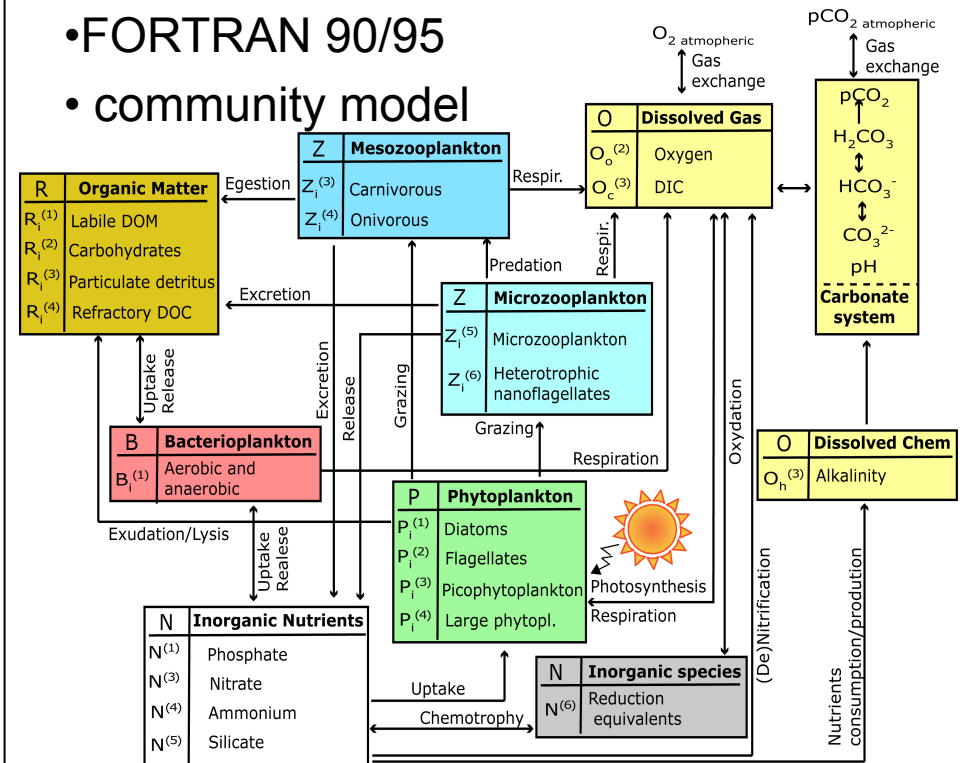 •FORTRAN 90/95
• community model
O₂ atmopheric
Gas
exchange
pCO₂ atmospheric
Gas
exchange
Z Mesozooplankton
Zᵢ⁽³⁾ Carnivorous
Zᵢ⁽⁴⁾ Onivorous
Egestion
Respir.
O Dissolved Gas
Oₒ⁽²⁾ Oxygen
O꜀⁽³⁾ DIC
pCO₂
H₂CO₃
HCO₃⁻
CO₃²⁻
pH
Carbonate
system
R Organic Matter
Rᵢ⁽¹⁾ Labile DOM
Rᵢ⁽²⁾ Carbohydrates
Rᵢ⁽³⁾ Particulate detritus
Rᵢ⁽⁴⁾ Refractory DOC
Predation
Respir.
Excretion
Z Microzooplankton
Zᵢ⁽⁵⁾ Microzooplankton
Zᵢ⁽⁶⁾ Heterotrophic
nanoflagellates
Uptake
Release
Excretion
Release
Grazing
Grazing
Oxydation
B Bacterioplankton
Bᵢ⁽¹⁾ Aerobic and
anaerobic
Respiration
O Dissolved Chem
Oₕ⁽³⁾ Alkalinity
Exudation/Lysis
P Phytoplankton
Pᵢ⁽¹⁾ Diatoms
Pᵢ⁽²⁾ Flagellates
Pᵢ⁽³⁾ Picophytoplankton
Pᵢ⁽⁴⁾ Large phytopl.
Photosynthesis
Respiration
Uptake
Realese
(De)Nitrification
Nutrients
consumption/prodution
N Inorganic Nutrients
N⁽¹⁾ Phosphate
N⁽³⁾ Nitrate
N⁽⁴⁾ Ammonium
N⁽⁵⁾ Silicate
Uptake
Chemotrophy
N Inorganic species
N⁽⁶⁾ Reduction
equivalents